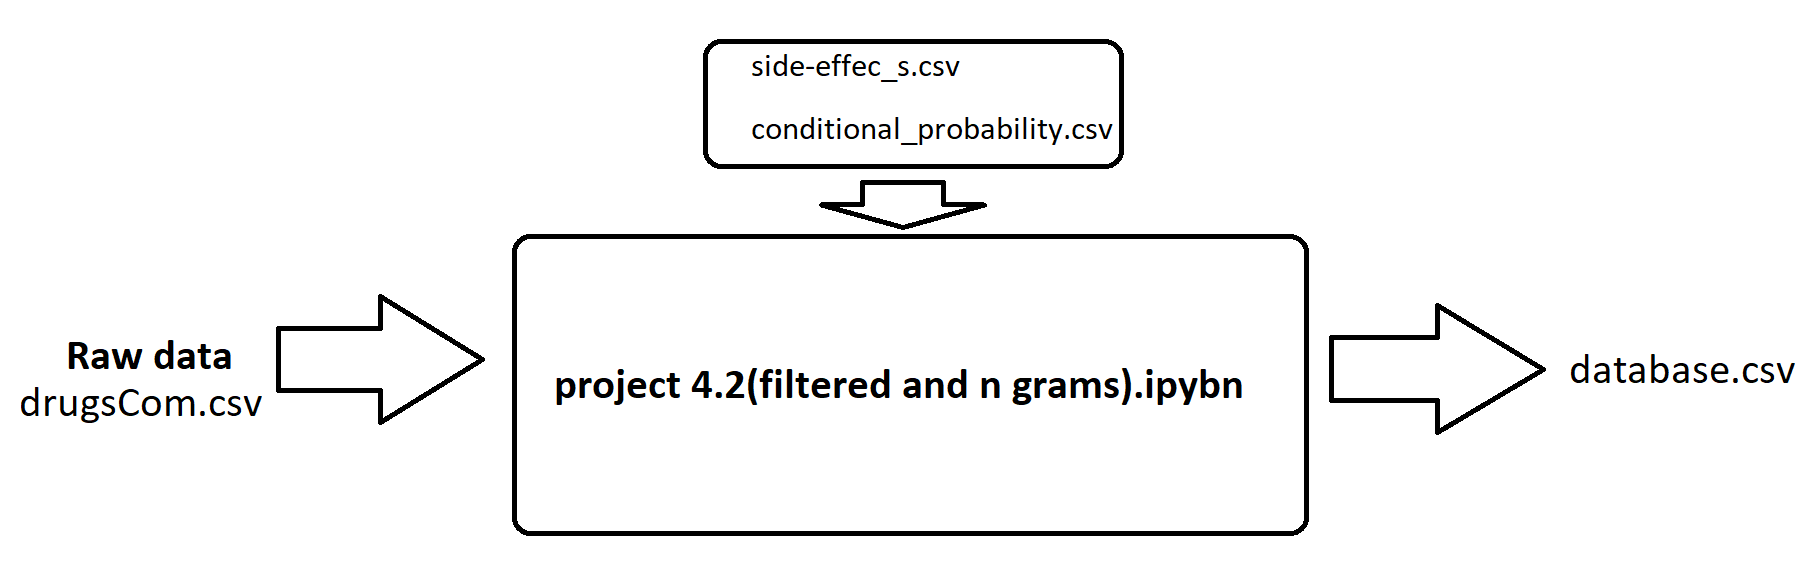 side-effec_s.csv
conditional_probability.csv
Raw data
drugsCom.csv
project 4.2(filtered and n grams).ipybn
database.csv